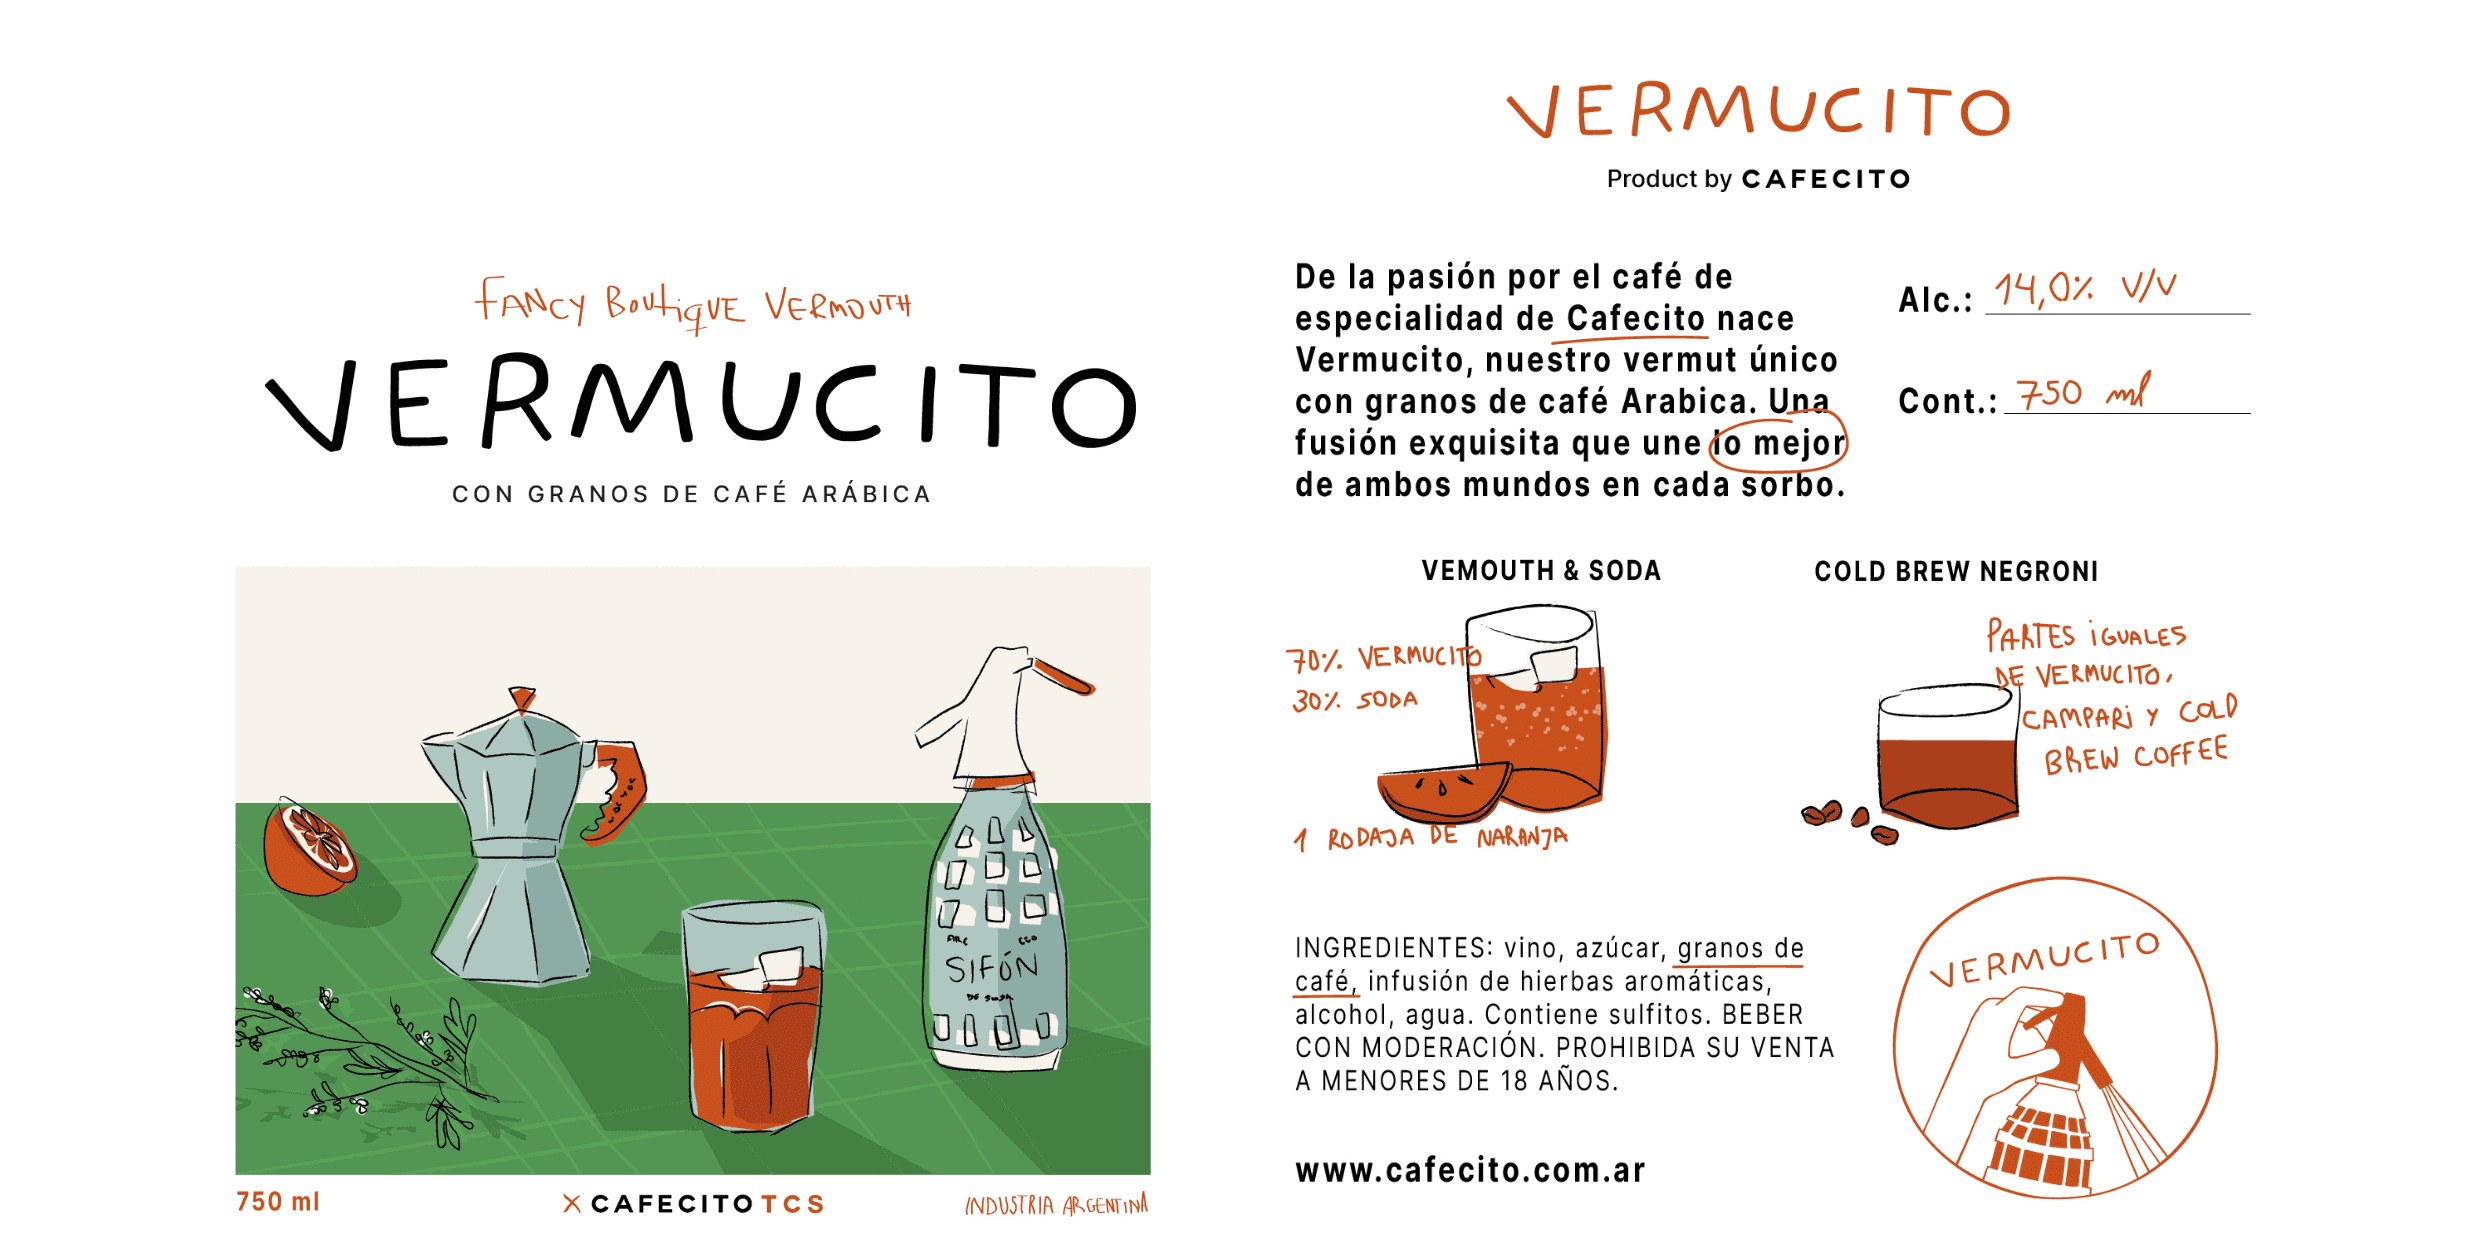 FANCY BOUTIQUE VERMOUTH
VERMUCITO
CON GRANOS DE CAFÉ ARÁBICA
SIFÓN
DE SODA
750 ml
X CAFECITO TCS
INDUSTRIA ARGENTINA
VERMUCITO
Product by CAFECITO
De la pasión por el café de
especialidad de Cafecito nace
Vermucito, nuestro vermut único
con granos de café Arabica. Una
fusión exquisita que une lo mejor
de ambos mundos en cada sorbo.
Alc.: 14,0% V/V
Cont.: 750 ml
VEMOUTH & SODA
70% VERMUCITO
30% SODA
1 RODAJA DE NARANJA
COLD BREW NEGRONI
PARTES IGUALES
DE VERMUCITO,
CAMPARI Y COLD
BREW COFFEE
INGREDIENTES: vino, azúcar, granos de
café, infusión de hierbas aromáticas,
alcohol, agua. Contiene sulfitos. BEBER
CON MODERACIÓN. PROHIBIDA SU VENTA
A MENORES DE 18 AÑOS.
www.cafecito.com.ar
VERMUCITO